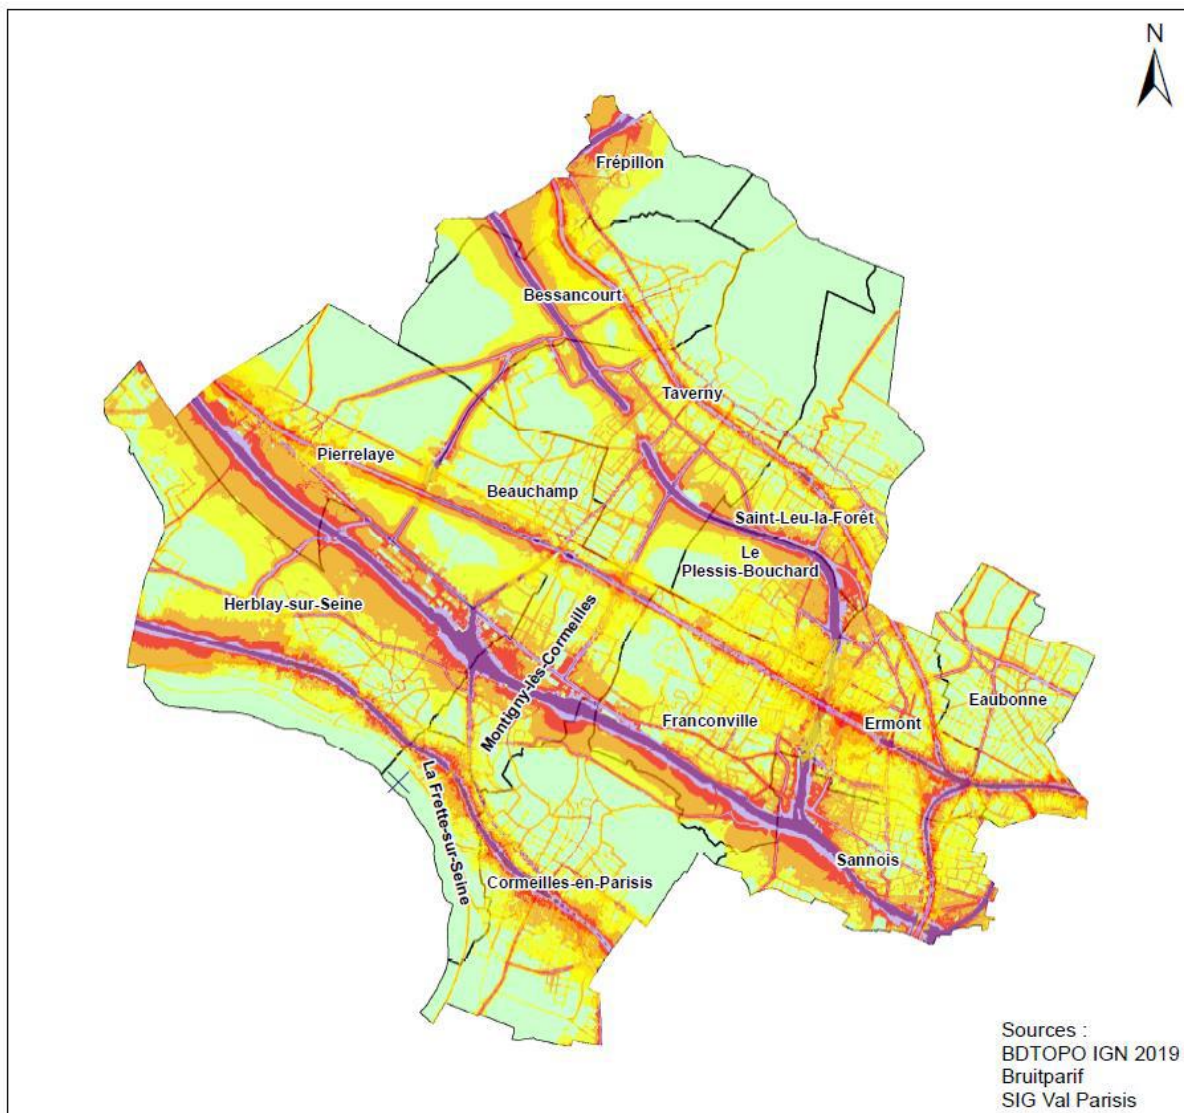 N
Frépillon
Bessancourt
Taverny
Pierrelaye
Beauchamp
Saint-Leu-la-Forêt
Le
Plessis-Bouchard
Herblay-sur-Seine
Montigny-lès-Cormeilles
Franconville
Ermont
Eaubonne
La Frette-sur-Seine
Sannois
Cormeilles-en-Parisis
Sources :
BDTOPO IGN 2019
Bruitparif
SIG Val Parisis